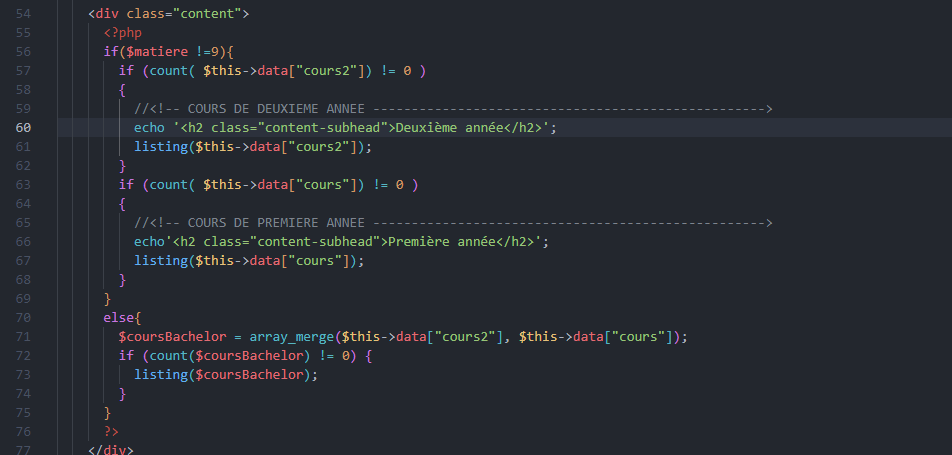 54 <div class="content">
55 <?php
56 if($matiere !=9){
57 if (count( $this->data["cours2"]) != 0 )
58 {
59 //<!-- COURS DE DEUXIEME ANNEE --------------------------------------------------->
60 echo '<h2 class="content-subhead">Deuxième année</h2>';
61 listing($this->data["cours2"]);
62 }
63 if (count( $this->data["cours"]) != 0 )
64 {
65 //<!-- COURS DE PREMIERE ANNEE --------------------------------------------------->
66 echo'<h2 class="content-subhead">Première année</h2>';
67 listing($this->data["cours"]);
68 }
69 }
70 else{
71 $coursBachelor = array_merge($this->data["cours2"], $this->data["cours"]);
72 if (count($coursBachelor) != 0) {
73 listing($coursBachelor);
74 }
75 }
76 ?>
77 </div>